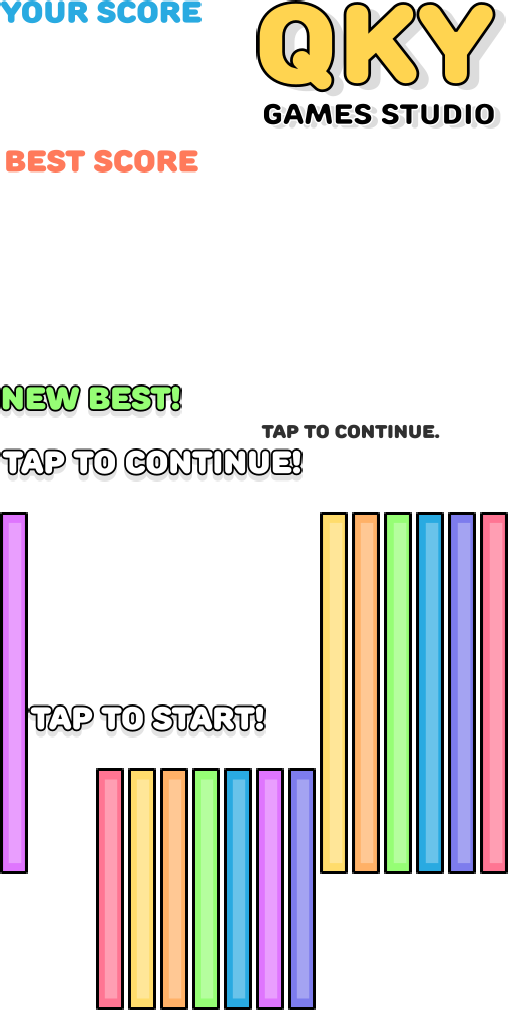 YOUR SCORE
QKY
GAMES STUDIO
BEST SCORE
NEW BEST!
TAP TO CONTINUE.
TAP TO CONTINUE!
TAP TO START!